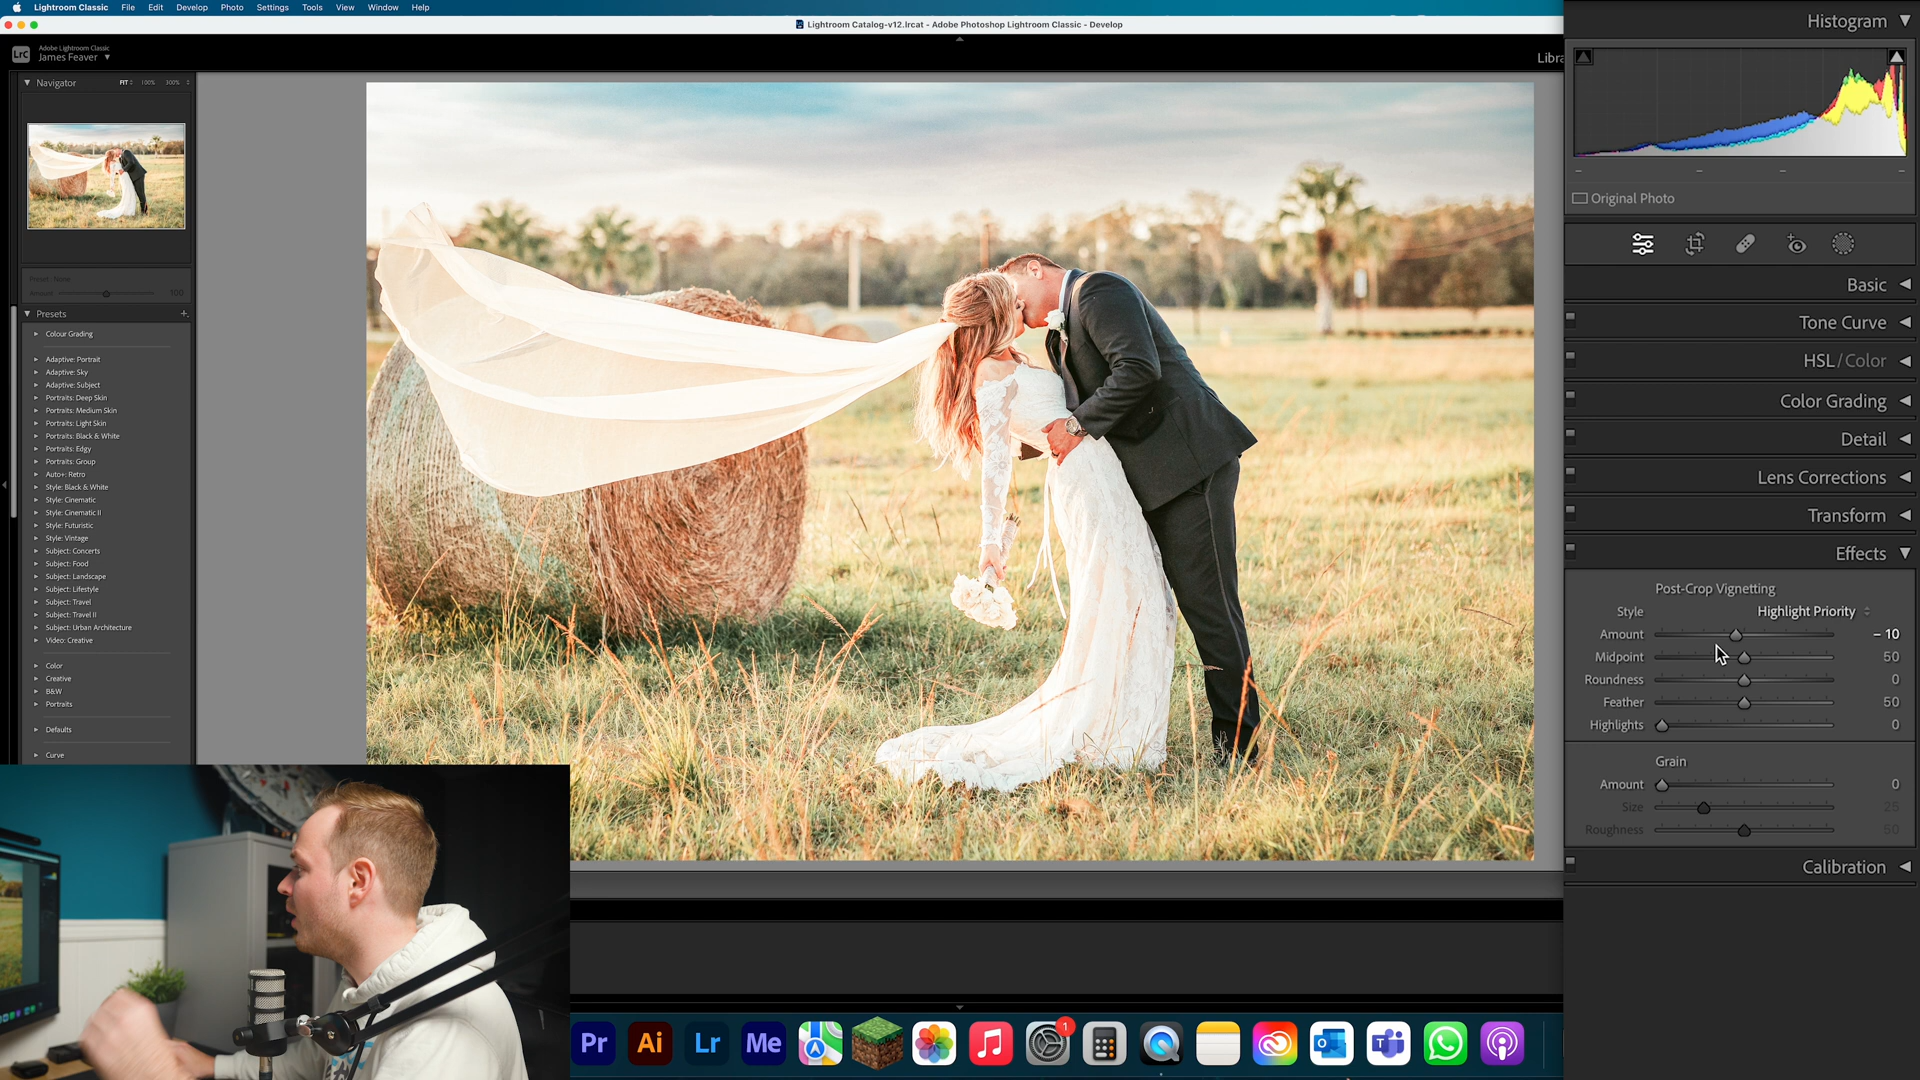 Lightroom Classic File Edit Develop Photo Settings Tools View Window Help
Lightroom Catalog-v12.lrcat - Adobe Photoshop Lightroom Classic - Develop
LrC
Adobe Lightroom Classic
James Feaver
Libra
Navigator
FIT 100% 300%
Preset: None
Amount 100
Presets +
Colour Grading
Adaptive: Portrait
Adaptive: Sky
Adaptive: Subject
Portraits: Deep Skin
Portraits: Medium Skin
Portraits: Light Skin
Portraits: Black & White
Portraits: Edgy
Portraits: Group
Auto+: Retro
Style: Black & White
Style: Cinematic
Style: Cinematic II
Style: Futuristic
Style: Vintage
Subject: Concerts
Subject: Food
Subject: Landscape
Subject: Lifestyle
Subject: Travel
Subject: Travel II
Subject: Urban Architecture
Video: Creative
Color
Creative
B&W
Portraits
Defaults
Curve
Histogram
Original Photo
Basic
Tone Curve
HSL / Color
Color Grading
Detail
Lens Corrections
Transform
Effects
Post-Crop Vignetting
Style Highlight Priority
Amount – 10
Midpoint 50
Roundness 0
Feather 50
Highlights 0
Grain
Amount 0
Size 25
Roughness 50
Calibration
Pr Ai Lr Me 1